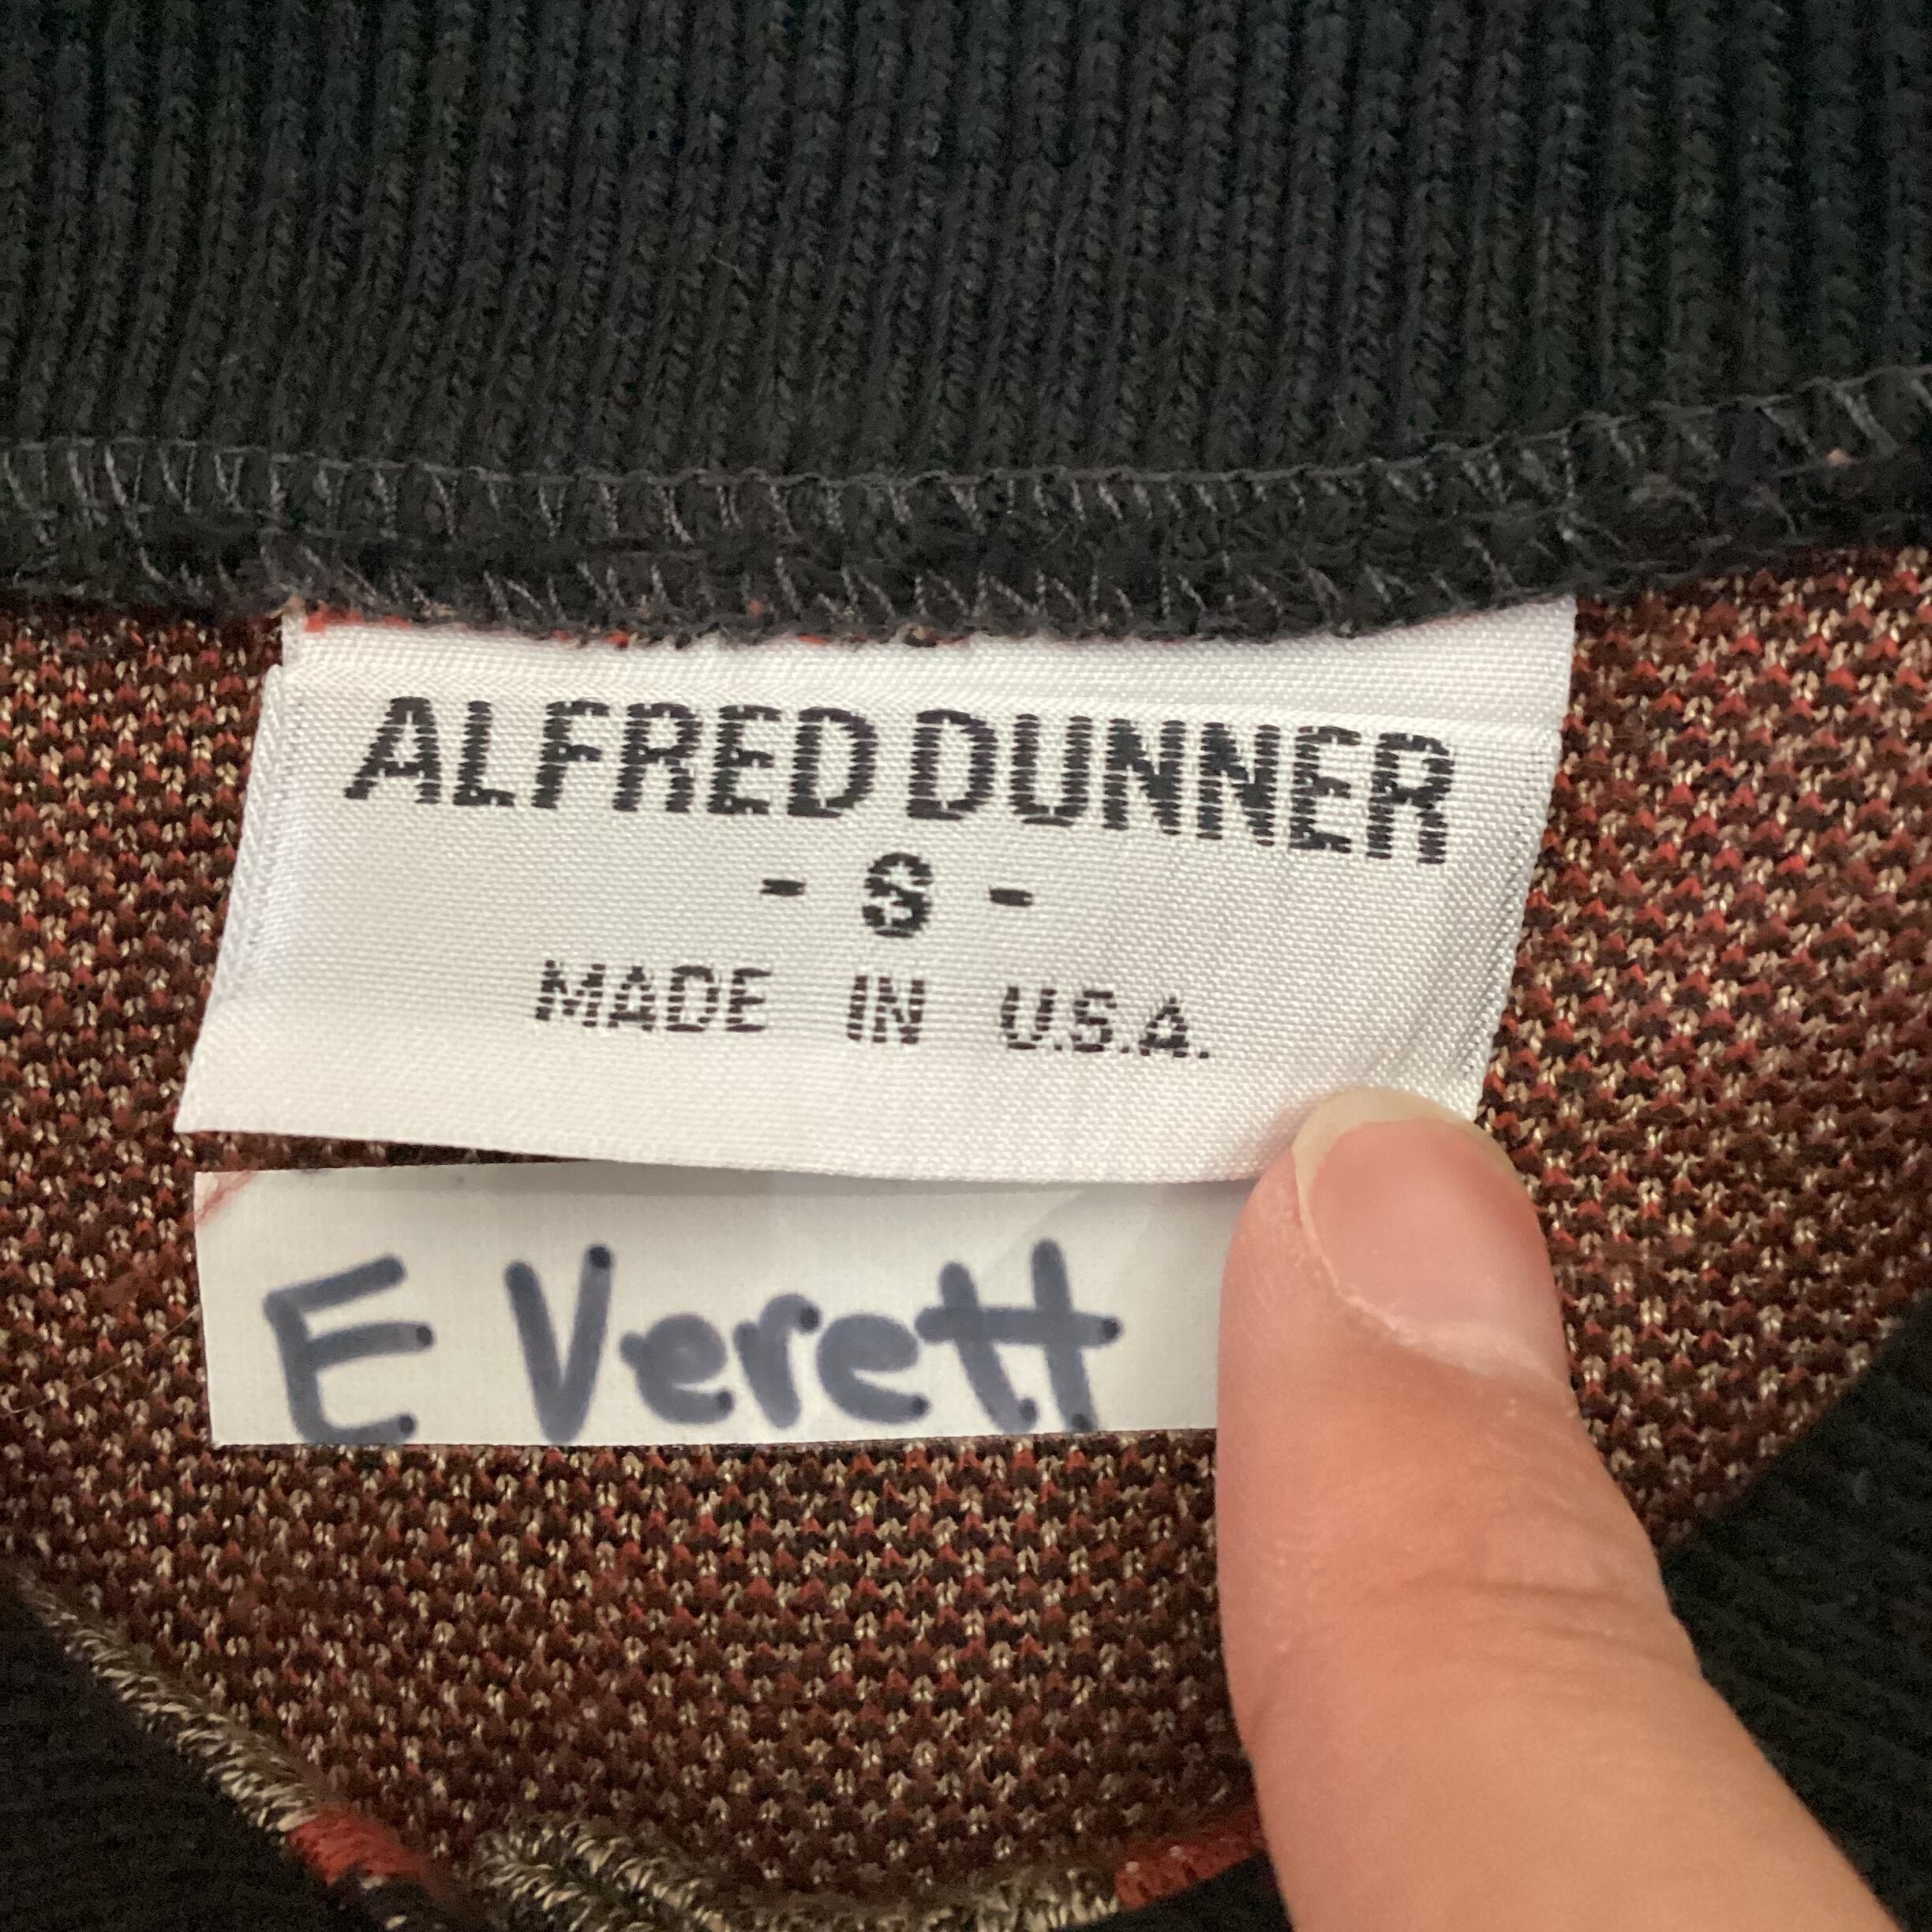 ALFRED DUNNER
- S -
MADE IN U.S.A.
E Verett